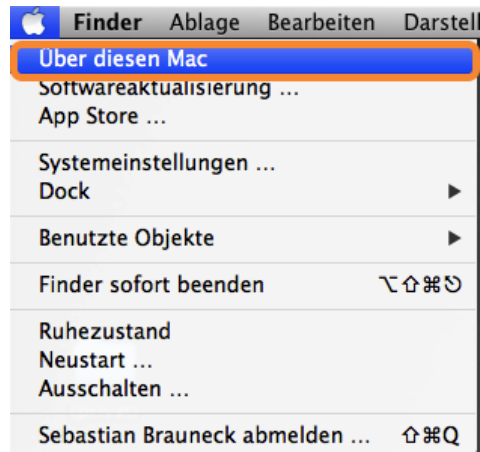 Finder Ablage Bearbeiten Darstell
Über diesen Mac
Softwareaktualisierung ...
App Store ...
Systemeinstellungen ...
Dock ▶
Benutzte Objekte ▶
Finder sofort beenden ⌥⇧⌘⎋
Ruhezustand
Neustart ...
Ausschalten ...
Sebastian Brauneck abmelden ... ⇧⌘Q